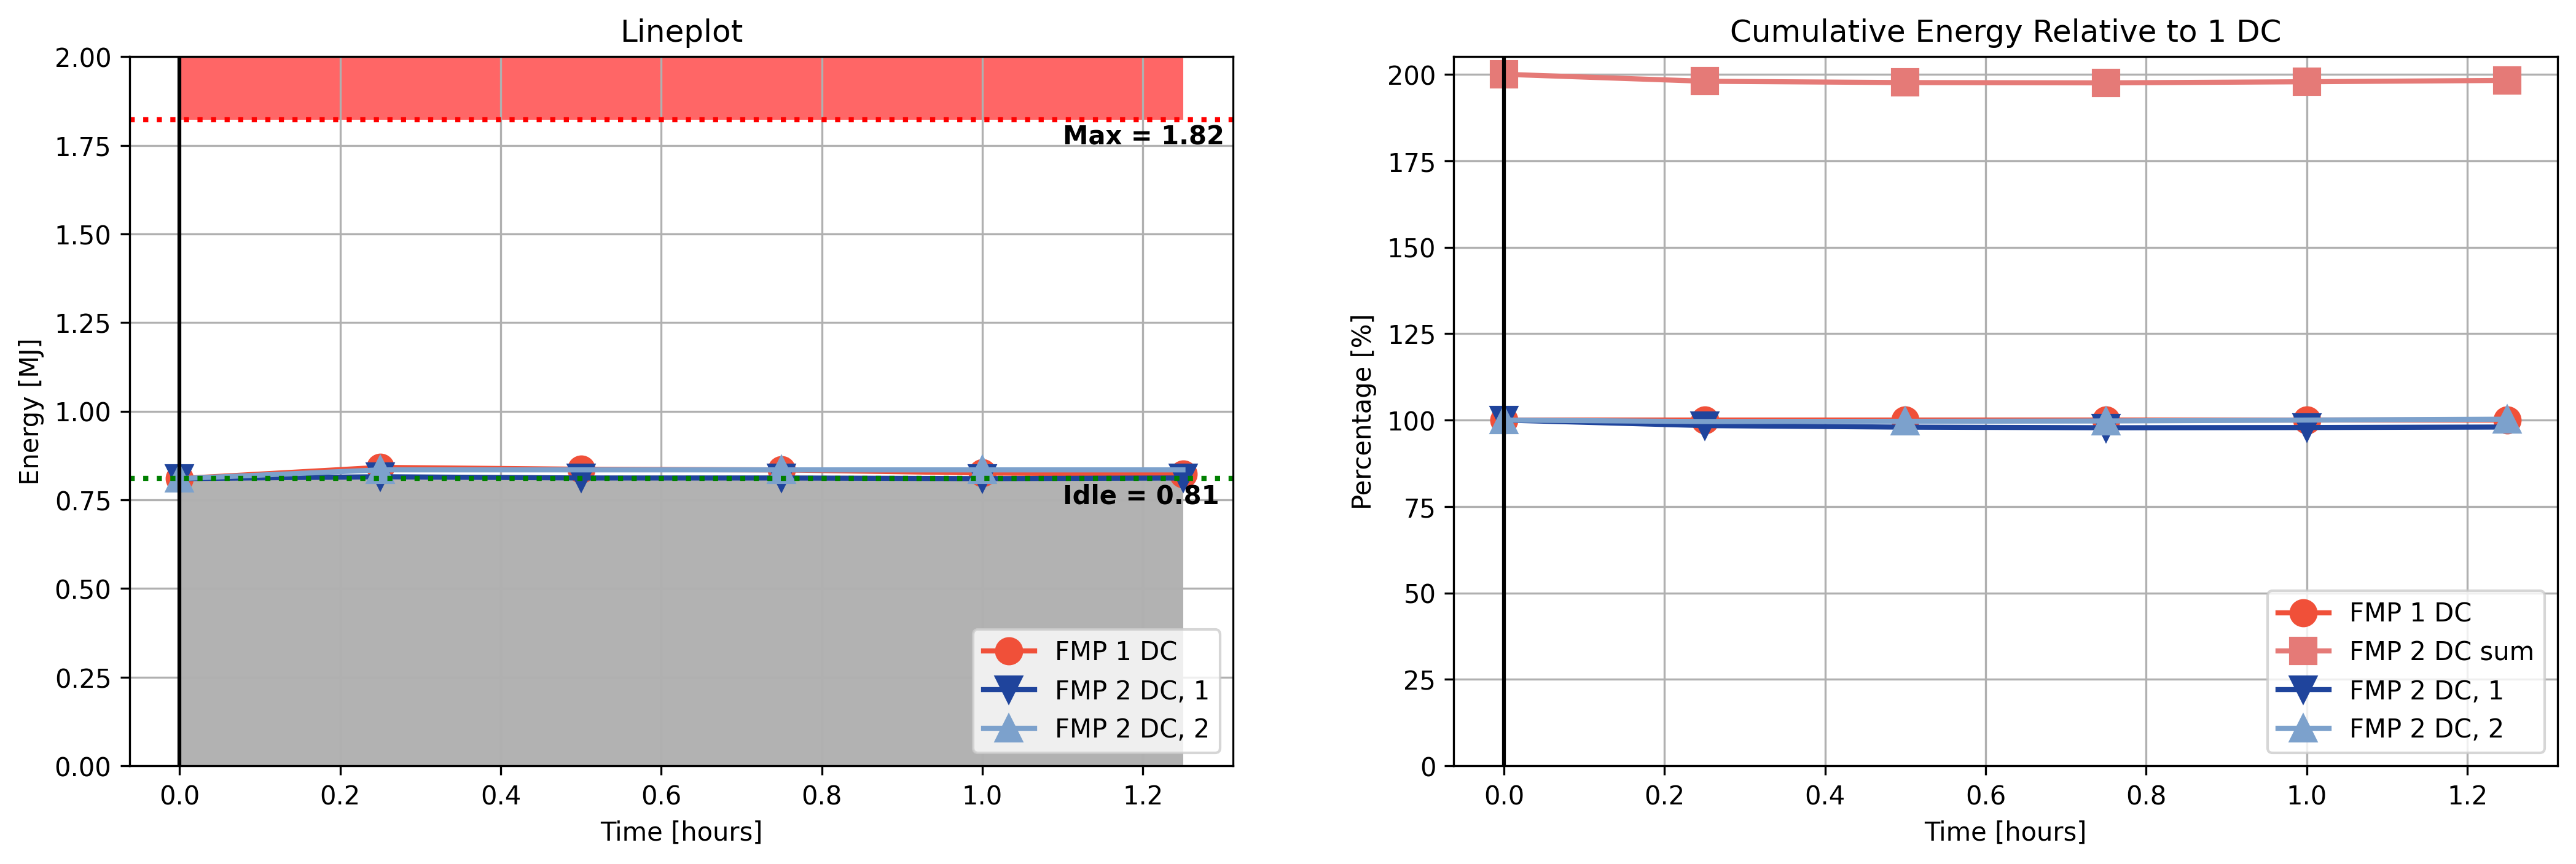 Lineplot
2.00
1.75
1.50
1.25
1.00
0.75
0.50
0.25
0.00
Energy [MJ]
Max = 1.82
Idle = 0.81
FMP 1 DC
FMP 2 DC, 1
FMP 2 DC, 2
0.0 0.2 0.4 0.6 0.8 1.0 1.2
Time [hours]
Cumulative Energy Relative to 1 DC
200
175
150
125
100
75
50
25
0
Percentage [%]
FMP 1 DC
FMP 2 DC sum
FMP 2 DC, 1
FMP 2 DC, 2
0.0 0.2 0.4 0.6 0.8 1.0 1.2
Time [hours]